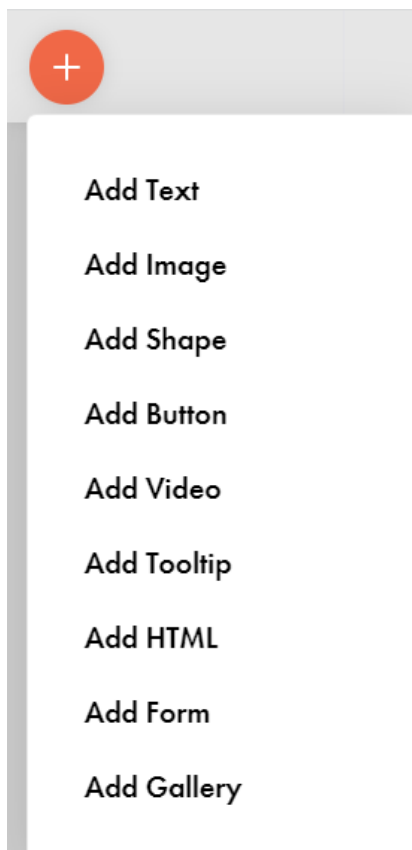 Add Text
Add Image
Add Shape
Add Button
Add Video
Add Tooltip
Add HTML
Add Form
Add Gallery